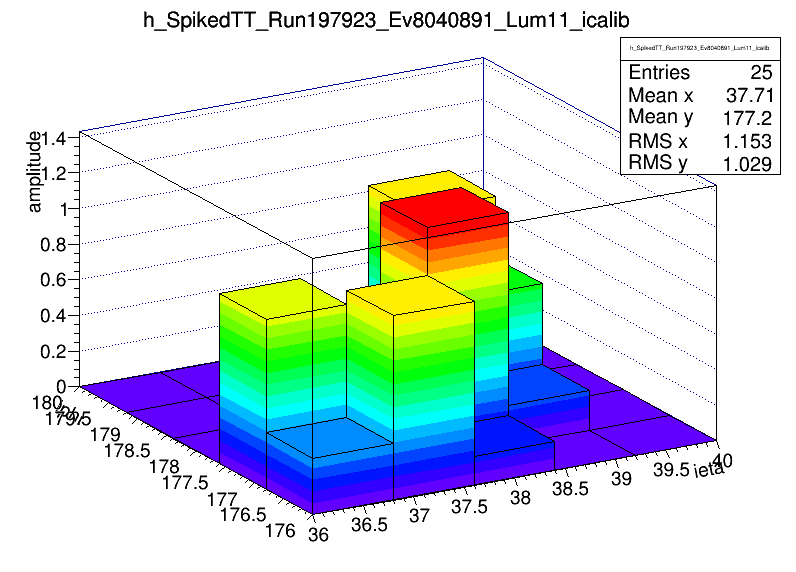 h_SpikedTT_Run197923_Ev8040891_Lum11_icalib
h_SpikedTT_Run197923_Ev8040891_Lum11_icalib
Entries 25
Mean x 37.71
Mean y 177.2
RMS x 1.153
RMS y 1.029
amplitude
1.4
1.2
1
0.8
0.6
0.4
0.2
0
180
179.5
179
178.5
178
177.5
177
176.5
176
36
36.5
37
37.5
38
38.5
39
39.5
40
ieta